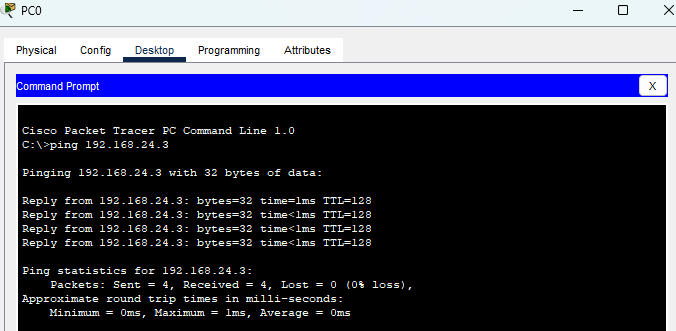 PC0
Physical Config Desktop Programming Attributes
Command Prompt
X
Cisco Packet Tracer PC Command Line 1.0
C:\>ping 192.168.24.3
Pinging 192.168.24.3 with 32 bytes of data:
Reply from 192.168.24.3: bytes=32 time=1ms TTL=128
Reply from 192.168.24.3: bytes=32 time<1ms TTL=128
Reply from 192.168.24.3: bytes=32 time<1ms TTL=128
Reply from 192.168.24.3: bytes=32 time<1ms TTL=128
Ping statistics for 192.168.24.3:
Packets: Sent = 4, Received = 4, Lost = 0 (0% loss),
Approximate round trip times in milli-seconds:
Minimum = 0ms, Maximum = 1ms, Average = 0ms